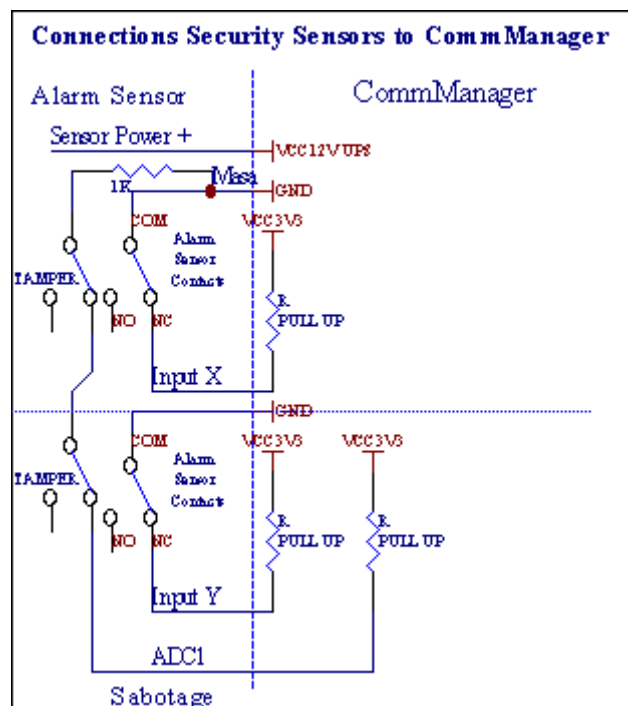 Connections Security Sensors to CommManager
Alarm Sensor
CommManager
Sensor Power +
VCC12V UPS
1K
Masa
GND
COM
VCC3V3
Alarm
Sensor
Contacts
TAMPER
NO
NC
R
PULL UP
Input X
GND
COM
VCC3V3
VCC3V3
Alarm
Sensor
Contacts
TAMPER
NO
NC
R
PULL UP
R
PULL UP
Input Y
ADC1
Sabotage